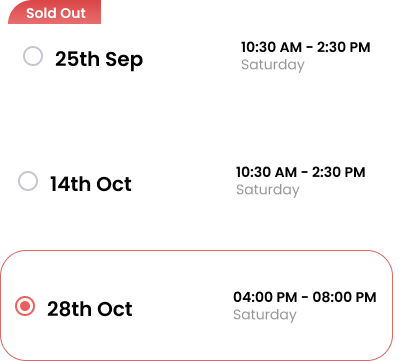 Sold Out
25th Sep
10:30 AM - 2:30 PM
Saturday
14th Oct
10:30 AM - 2:30 PM
Saturday
28th Oct
04:00 PM - 08:00 PM
Saturday